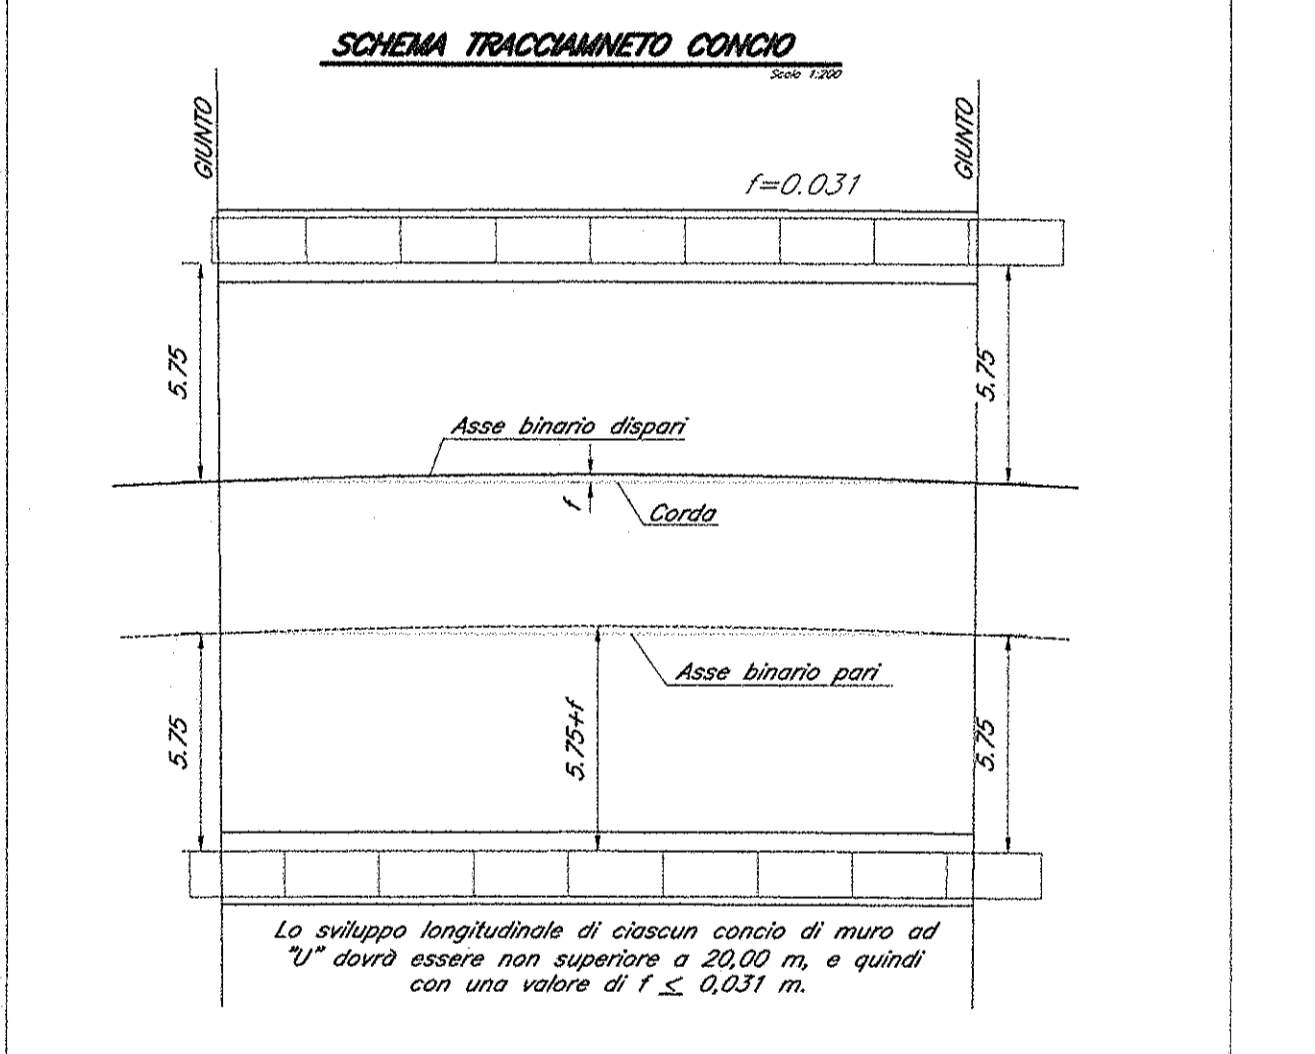 SCHEMA TRACCIAMNETO CONCIO
Scala 1:200
GIUNTO
GIUNTO
f=0.031
5.75
5.75
Asse binario dispari
f
Corda
Asse binario pari
5.75
5.75+f
5.75
Lo sviluppo longitudinale di ciascun concio di muro ad
"U" dovrà essere non superiore a 20,00 m, e quindi
con una valore di f ≤ 0,031 m.